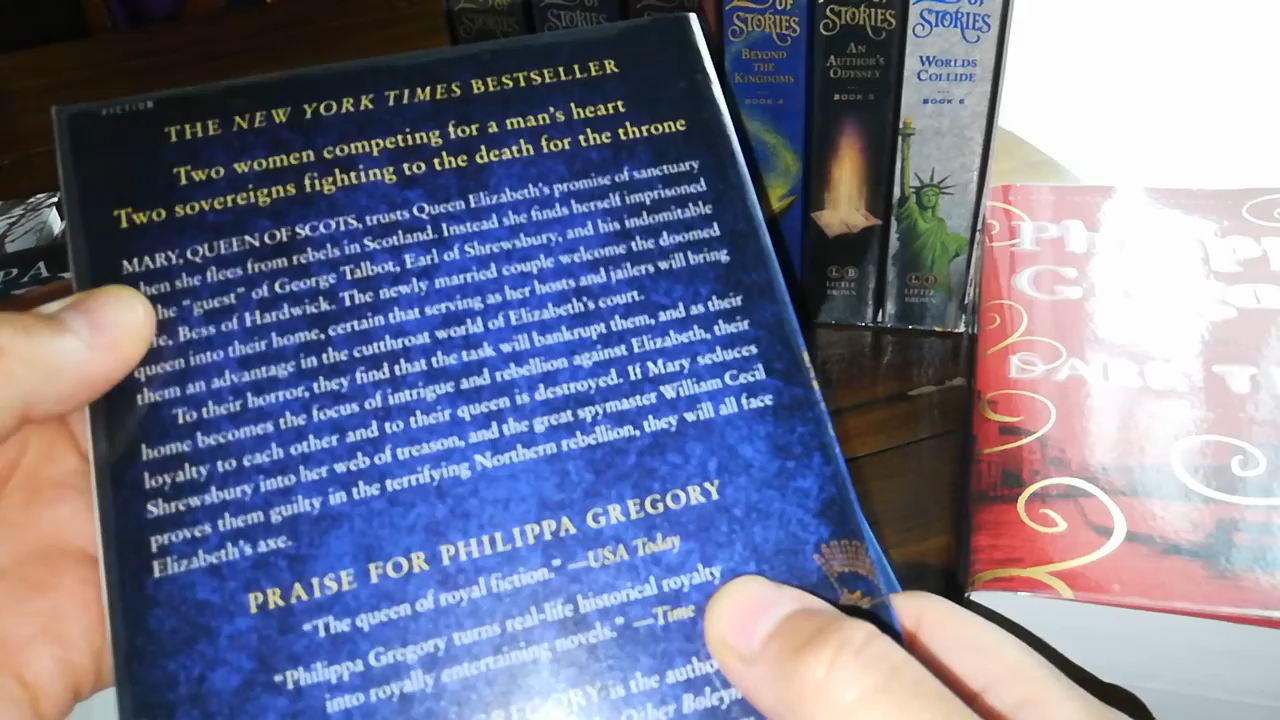 FICTION
THE NEW YORK TIMES BESTSELLER
Two women competing for a man's heart
Two sovereigns fighting to the death for the throne
MARY, QUEEN OF SCOTS, trusts Queen Elizabeth's promise of sanctuary
she flees from rebels in Scotland. Instead she finds herself imprisoned
"guest" of George Talbot, Earl of Shrewsbury, and his indomitable
Bess of Hardwick. The newly married couple welcome the doomed
queen into their home, certain that serving as her hosts and jailers will bring
them an advantage in the cutthroat world of Elizabeth's court.
To their horror, they find that the task will bankrupt them, and as their
home becomes the focus of intrigue and rebellion against Elizabeth, their
loyalty to each other and to their queen is destroyed. If Mary seduces
Shrewsbury into her web of treason, and the great spymaster William Cecil
proves them guilty in the terrifying Northern rebellion, they will all face
Elizabeth's axe.
PRAISE FOR PHILIPPA GREGORY
"The queen of royal fiction." —USA Today
"Philippa Gregory turns real-life historical royalty
into royally entertaining novels." —Time
GREGORY is the
Other
STORIES
STORIES
OF
STORIES
BEYOND
THE
KINGDOMS
BOOK 4
STORIES
AN
AUTHOR'S
ODYSSEY
BOOK 5
LB
LITTLE
BROWN
OF
STORIES
WORLDS
COLLIDE
BOOK 6
LB
LITTLE
BROWN
PA